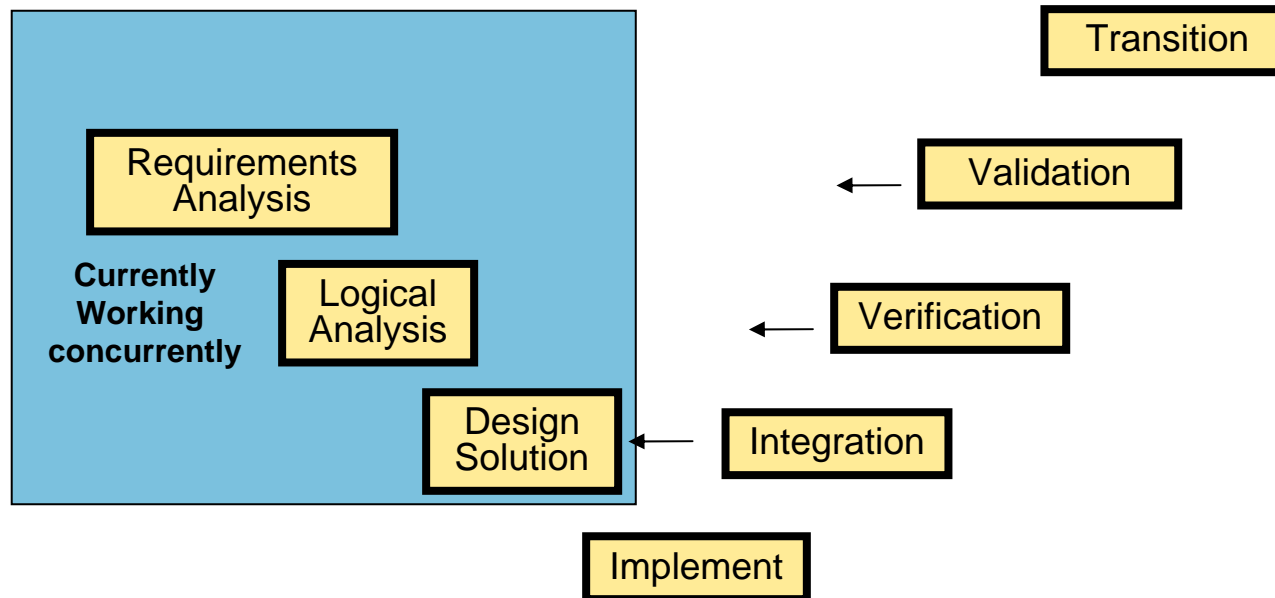 Transition
Requirements
Analysis
Validation
Currently
Working
concurrently
Logical
Analysis
Verification
Design
Solution
Integration
Implement